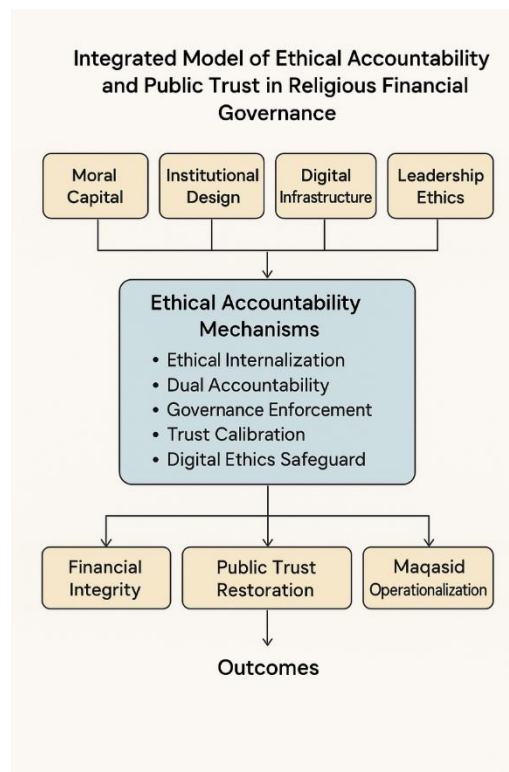 Integrated Model of Ethical Accountability
and Public Trust in Religious Financial
Governance
Moral
Capital
Institutional
Design
Digital
Infrastructure
Leadership
Ethics
Ethical Accountability
Mechanisms
• Ethical Internalization
• Dual Accountability
• Governance Enforcement
• Trust Calibration
• Digital Ethics Safeguard
Financial
Integrity
Public Trust
Restoration
Maqasid
Operationalization
Outcomes